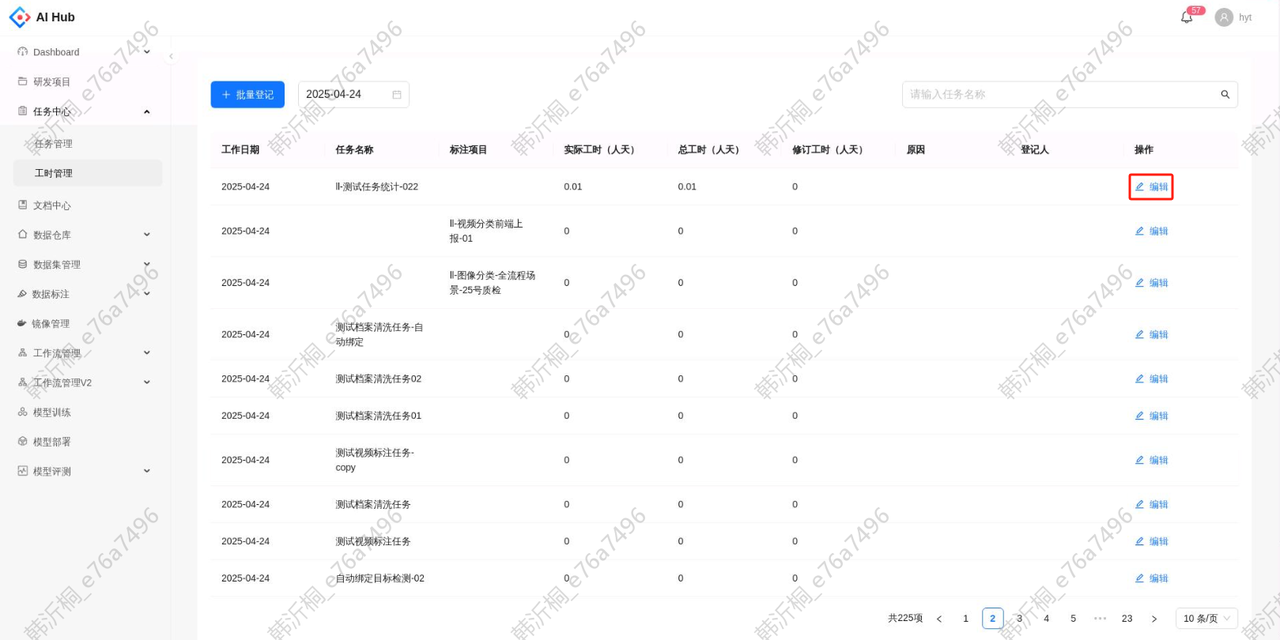 AI Hub
57
hyt
Dashboard
研发项目
任务中心
任务管理
工时管理
文档中心
数据仓库
数据集管理
数据标注
镜像管理
工作流管理
工作流管理V2
模型训练
模型部署
模型评测
批量登记
2025-04-24
请输入任务名称
工作日期 任务名称 标注项目 实际工时（人天） 总工时（人天） 修订工时（人天） 原因 登记人 操作
2025-04-24 Ⅱ-测试任务统计-022 0.01 0.01 0 编辑
2025-04-24 Ⅱ-视频分类前端上
报-01 0 0 0 编辑
2025-04-24 Ⅱ-图像分类-全流程场
景-25号质检 0 0 0 编辑
2025-04-24 测试档案清洗任务-自
动绑定 0 0 0 编辑
2025-04-24 测试档案清洗任务02 0 0 0 编辑
2025-04-24 测试档案清洗任务01 0 0 0 编辑
2025-04-24 测试视频标注任务-
copy 0 0 0 编辑
2025-04-24 测试档案清洗任务 0 0 0 编辑
2025-04-24 测试视频标注任务 0 0 0 编辑
2025-04-24 自动绑定目标检测-02 0 0 0 编辑
共225项 1 2 3 4 5 ••• 23 10 条/页
韩沂桐_e76a7496